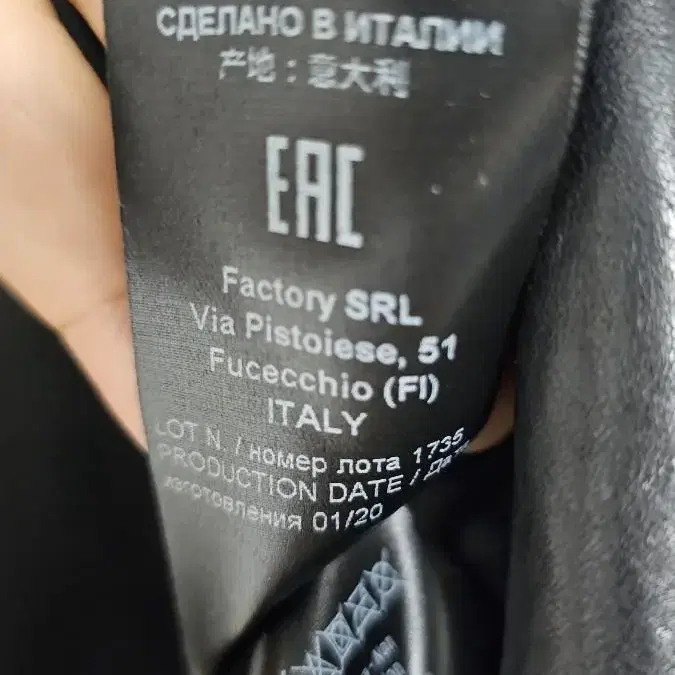 СДЕЛАНО В ИТАЛИИ
产地：意大利
EAC
Factory SRL
Via Pistoiese, 51
Fucecchio (FI)
ITALY
LOT N. / номер лота 1735
PRODUCTION DATE / Дата
изготовления 01/20